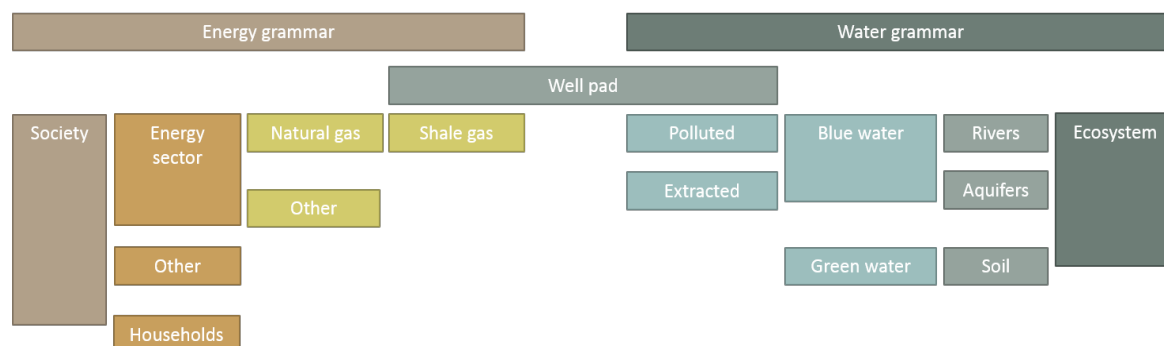 Energy grammar
Water grammar
Well pad
Society
Energy
sector
Natural gas
Shale gas
Polluted
Blue water
Rivers
Ecosystem
Extracted
Aquifers
Other
Other
Green water
Soil
Households